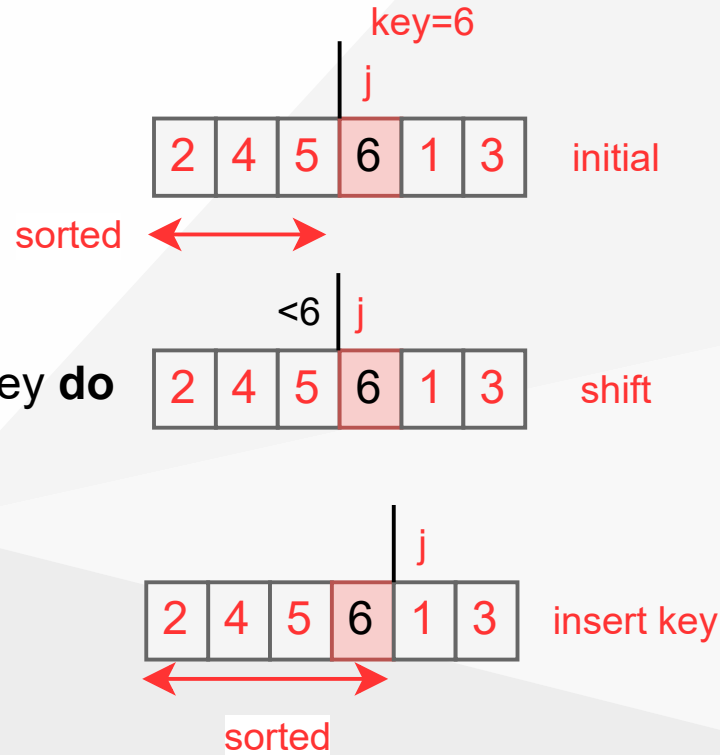 key=6
j
2 4 5 6 1 3 initial
sorted
<6 j
ey do 2 4 5 6 1 3 shift
j
2 4 5 6 1 3 insert key
sorted